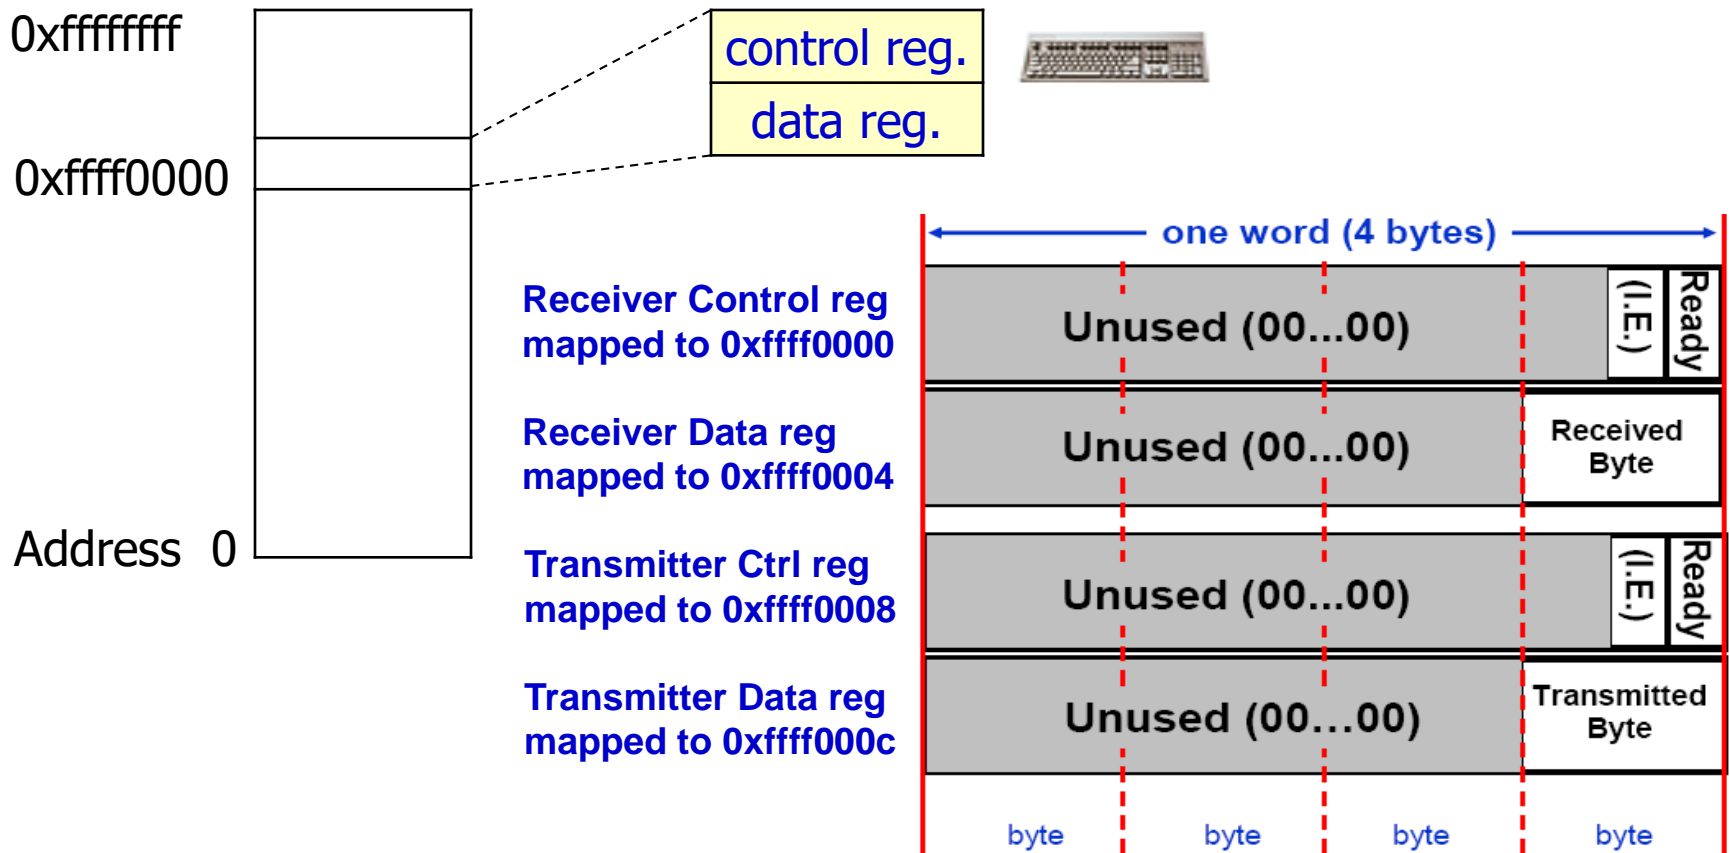 0xffffffff
control reg.
data reg.
0xffff0000
Address 0
one word (4 bytes)
Receiver Control reg
mapped to 0xffff0000
Unused (00...00)
(I.E.)
Ready
Receiver Data reg
mapped to 0xffff0004
Unused (00...00)
Received
Byte
Transmitter Ctrl reg
mapped to 0xffff0008
Unused (00...00)
(I.E.)
Ready
Transmitter Data reg
mapped to 0xffff000c
Unused (00...00)
Transmitted
Byte
byte byte byte byte